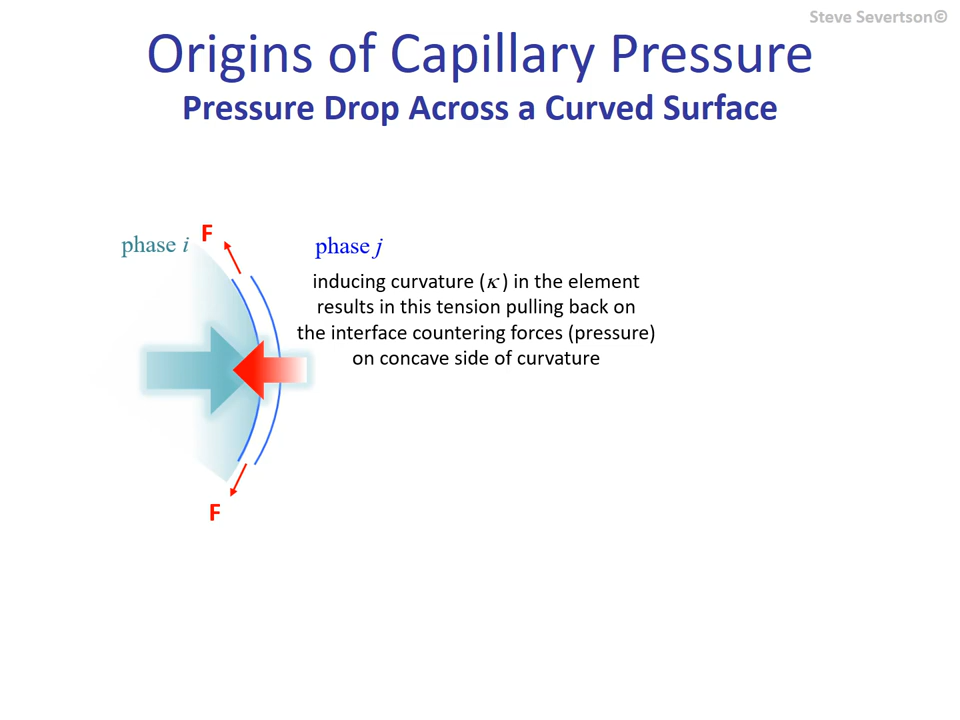 Steve Severtson©
Origins of Capillary Pressure
Pressure Drop Across a Curved Surface
phase i
F
phase j
inducing curvature (κ) in the element
results in this tension pulling back on
the interface countering forces (pressure)
on concave side of curvature
F